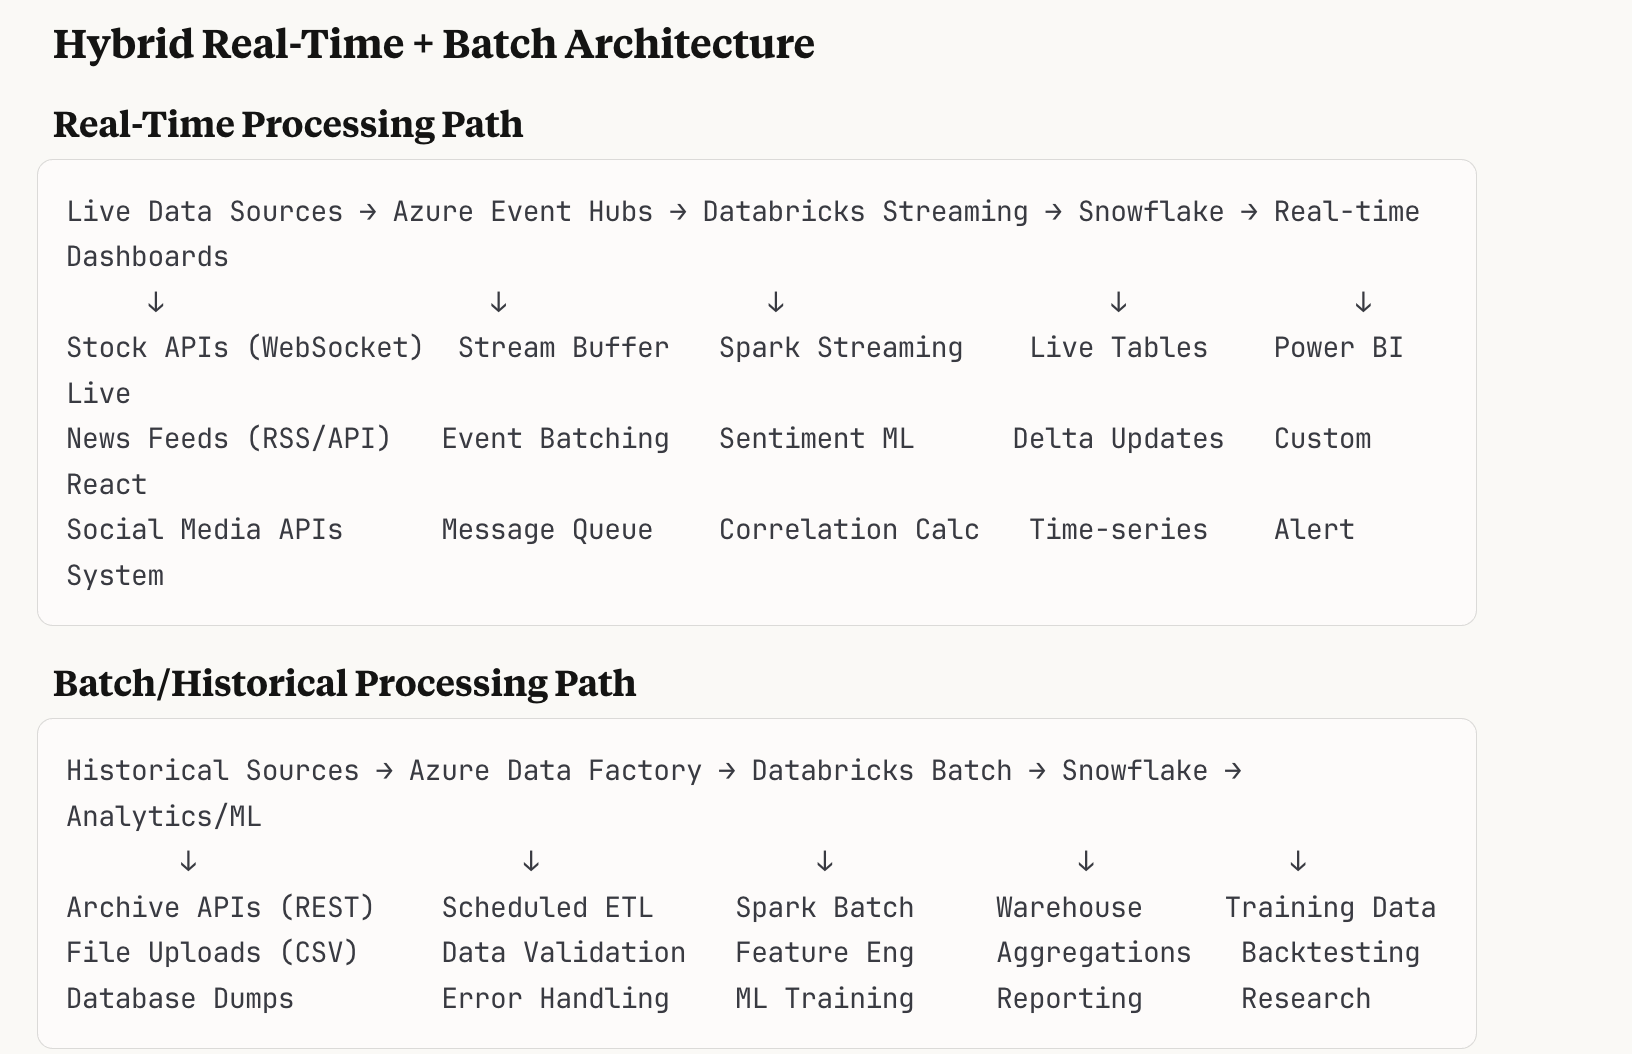 Hybrid Real-Time + Batch Architecture
Real-Time Processing Path
Live Data Sources → Azure Event Hubs → Databricks Streaming → Snowflake → Real-time
Dashboards
↓ ↓ ↓ ↓ ↓
Stock APIs (WebSocket) Stream Buffer Spark Streaming Live Tables Power BI
Live
News Feeds (RSS/API) Event Batching Sentiment ML Delta Updates Custom
React
Social Media APIs Message Queue Correlation Calc Time-series Alert
System
Batch/Historical Processing Path
Historical Sources → Azure Data Factory → Databricks Batch → Snowflake →
Analytics/ML
↓ ↓ ↓ ↓ ↓
Archive APIs (REST) Scheduled ETL Spark Batch Warehouse Training Data
File Uploads (CSV) Data Validation Feature Eng Aggregations Backtesting
Database Dumps Error Handling ML Training Reporting Research